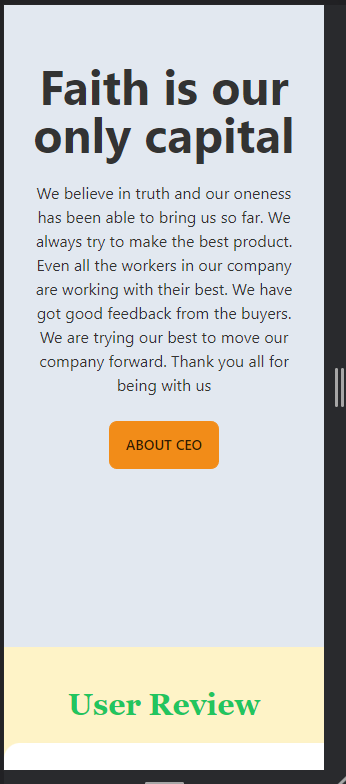 Faith is our
only capital
We believe in truth and our oneness
has been able to bring us so far. We
always try to make the best product.
Even all the workers in our company
are working with their best. We have
got good feedback from the buyers.
We are trying our best to move our
company forward. Thank you all for
being with us
ABOUT CEO
User Review